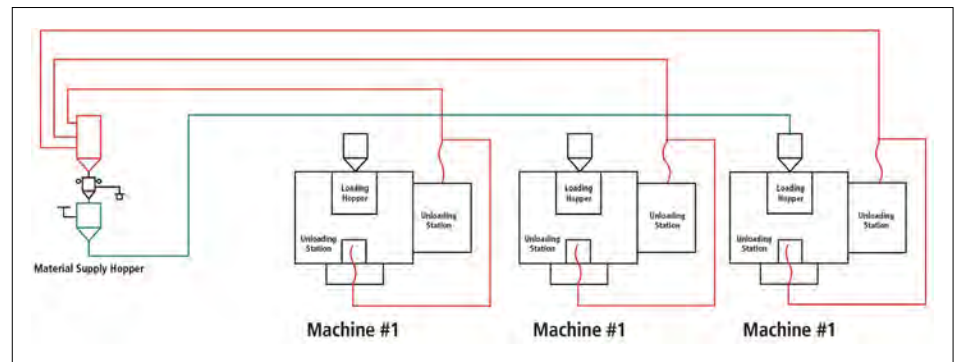 Loading
Hopper
Unloading
Station
Unloading
Station
Loading
Hopper
Unloading
Station
Unloading
Station
Loading
Hopper
Unloading
Station
Unloading
Station
Material Supply Hopper
Machine #1
Machine #1
Machine #1